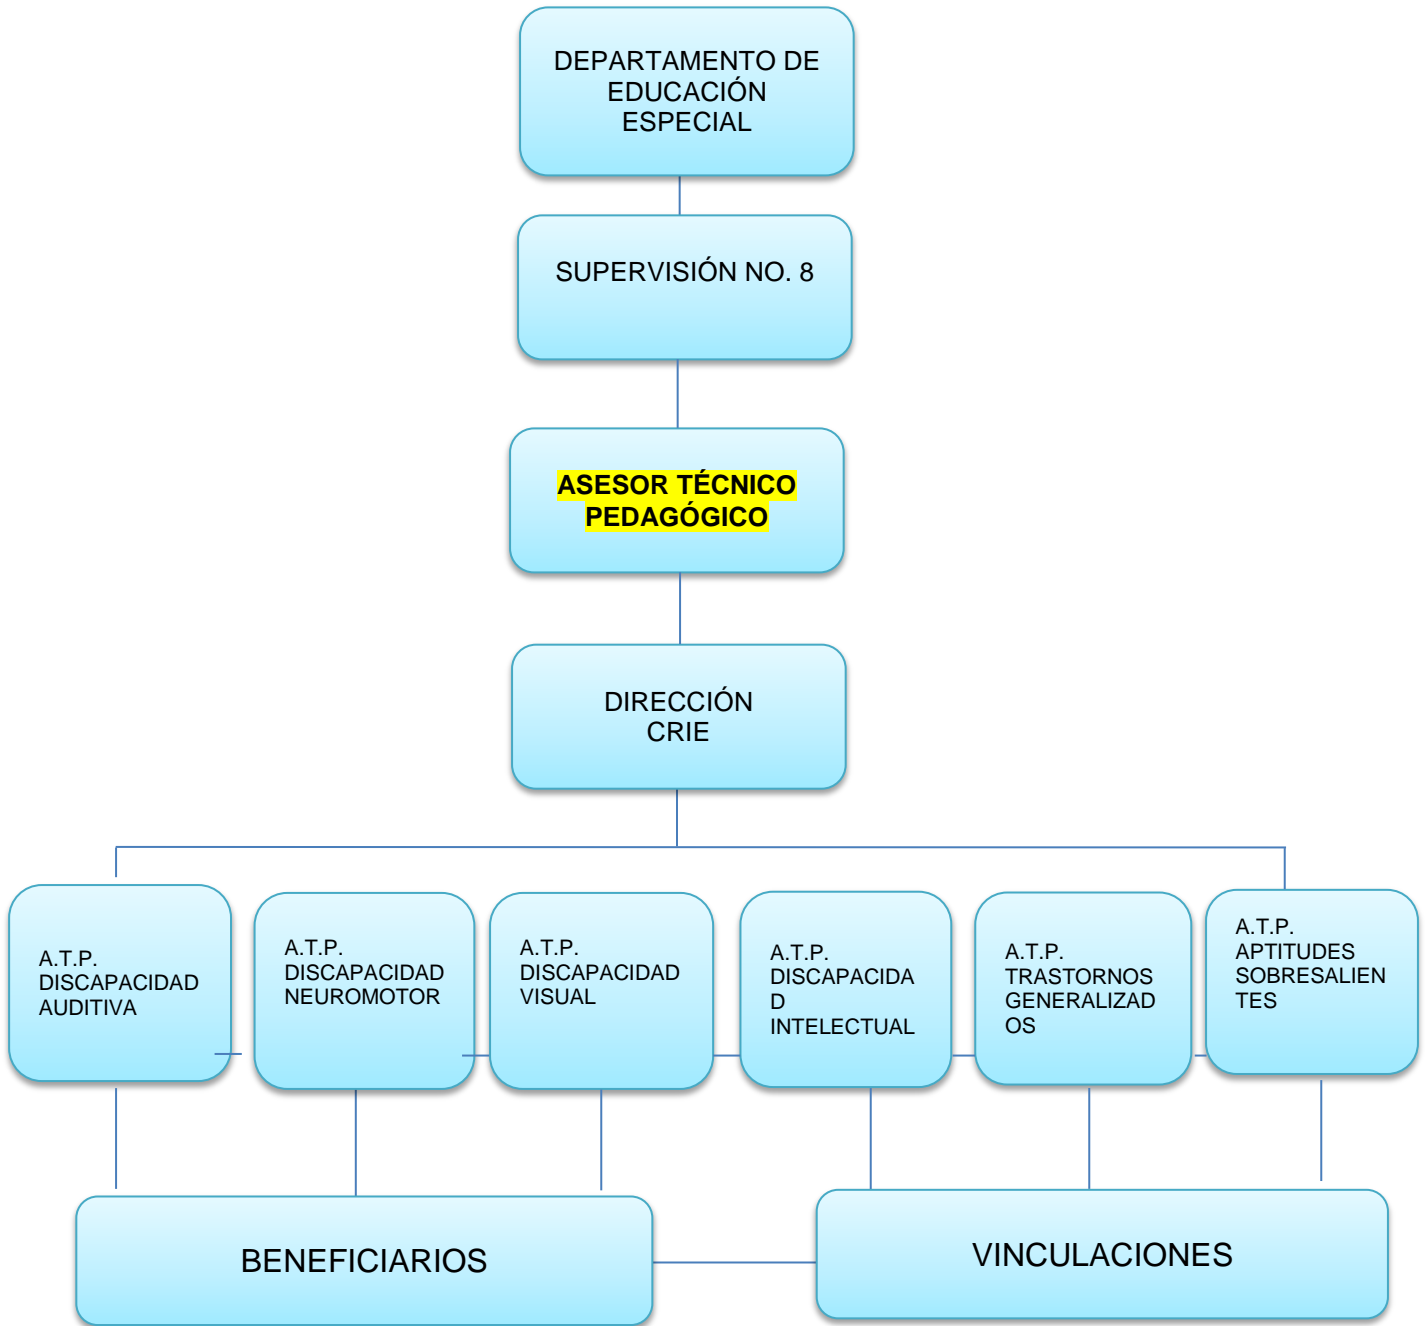 DEPARTAMENTO DE
EDUCACIÓN
ESPECIAL
SUPERVISIÓN NO. 8
ASESOR TÉCNICO
PEDAGÓGICO
DIRECCIÓN
CRIE
A.T.P.
DISCAPACIDAD
AUDITIVA
A.T.P.
DISCAPACIDAD
NEUROMOTOR
A.T.P.
DISCAPACIDAD
VISUAL
A.T.P.
DISCAPACIDA
D
INTELECTUAL
A.T.P.
TRASTORNOS
GENERALIZAD
OS
A.T.P.
APTITUDES
SOBRESALIEN
TES
BENEFICIARIOS
VINCULACIONES